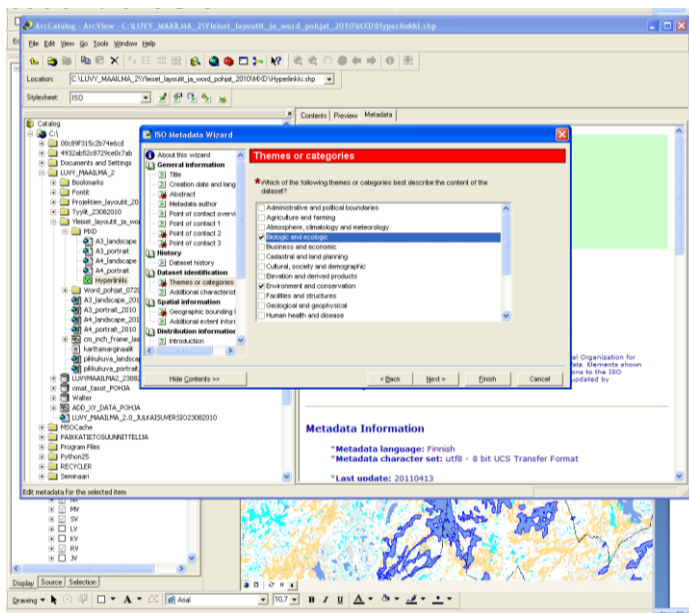 ArcCatalog - ArcView - C:\LUVY_MAAILMA_2\Yleiset_layoutit_ja_word_pohjat_2010\MXD\Hyperlinkki.shp
File Edit View Go Tools Window Help
Location: C:\LUVY_MAAILMA_2\Yleiset_layoutit_ja_word_pohjat_2010\MXD\Hyperlinkki.shp
Stylesheet: ISO
Contents Preview Metadata
Catalog
C:\
00c89f315c2b74e6cd
4932ab52c8729ce0c7ab
Documents and Settings
LUVY_MAAILMA_2
Bookmarks
Fontit
Projektien_layoutit_20
Tyylit_23082010
Yleiset_layoutit_ja_wo
MXD
A3_landscape
A3_portrait
A4_landscape
A4_portrait
Hyperlinkki
Word_pohjat_0720
A3_landscape_201
A3_portrait_2010
A4_landscape_201
A4_portrait_2010
cm_inch_frame_las
karttamarginaalit
pikkukuva_landsca
pikkukuva_portrait
LUVYMAAILMA2_23082
omat_tasot_POHJA
Walter
ADD_XY_DATA_POHJA
LUVY_MAAILMA_2.0_JULKAISUVERSIO23082010
MSOCache
PAIKKATIETOSUUNNITTELIJA
Program Files
Python25
RECYCLER
Seminaari
ISO Metadata Wizard
About this wizard
General information
Title
Creation date and lang
Abstract
Metadata author
Point of contact overvi
Point of contact 1
Point of contact 2
Point of contact 3
History
Dataset history
Dataset identification
Themes or categories
Additional characterist
Spatial information
Geographic bounding l
Additional extent inforr
Distribution information
Introduction
Themes or categories
*Which of the following themes or categories best describe the content of the
dataset?
Administrative and political boundaries
Agriculture and farming
Atmosphere, climatology and meteorology
Biologic and ecologic
Business and economic
Cadastral and land planning
Cultural, society and demographic
Elevation and derived products
Environment and conservation
Facilities and structures
Geological and geophysical
Human health and disease
Hide Contents >>
< Back Next > Finish Cancel
al Organization for
ata. Elements shown
ons to the ISO
updated by
Metadata Information
*Metadata language: Finnish
*Metadata character set: utf8 - 8 bit UCS Transfer Format
*Last update: 20110413
Edit metadata for the selected item
MV
SV
LV
KV
RV
JV
Display Source Selection
Drawing Arial 10,7 B I U A